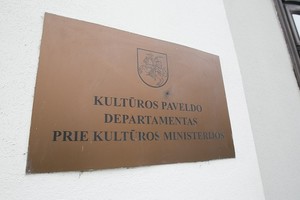 KULTŪROS PAVELDO
DEPARTAMENTAS
PRIE KULTŪROS MINISTERIJOS